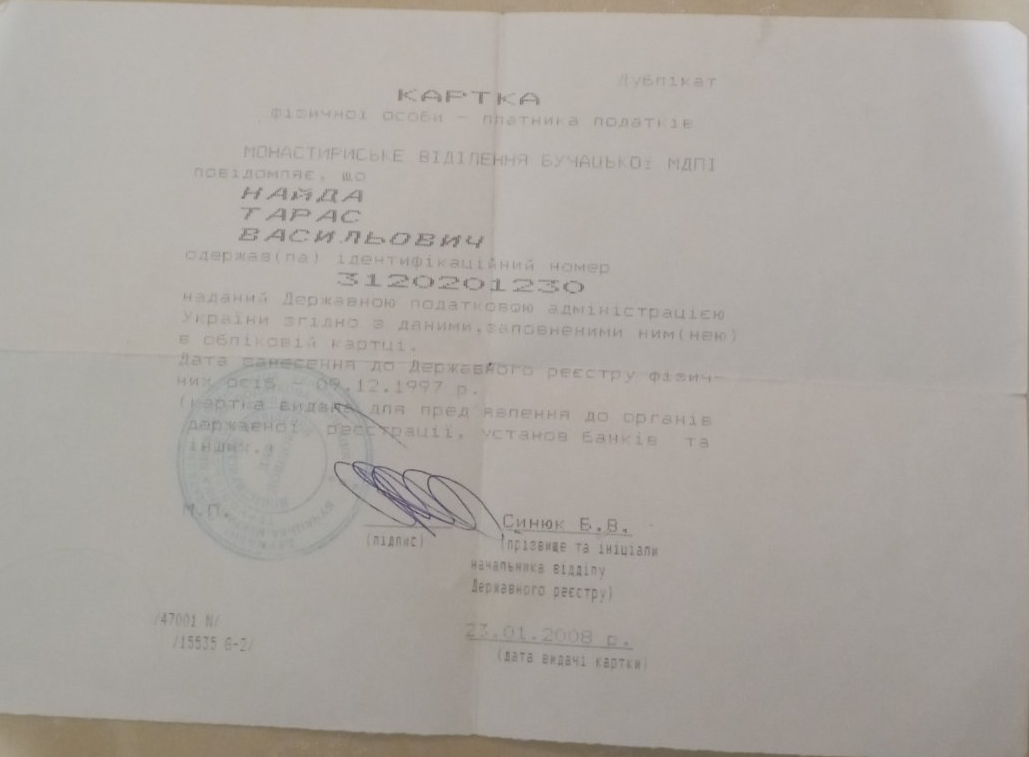 Дублікат
КАРТКА
фізичної особи - платника податків
МОНАСТИРИСЬКЕ ВІДІЛЕННЯ БУЧАЦЬКОЇ МДПІ
повідомляє, що
НАЙДА
ТАРАС
ВАСИЛЬОВИЧ
одержав(ла) ідентифікаційний номер
3120201230
наданий Державною податковою адміністрацією
України згідно з даними,заповненими ним(нею)
в обліковій картці.
Дата занесення до Державного реєстру фізич-
них осіб - 09.12.1997 р.
(картка видана для пред'явлення до органів
державної реєстрації, установ банків та
інших.)
М.П.
Синюк Б.В.
(підпис)
(прізвище та ініціали
начальника відділу
Державного реєстру)
/47001 N/
/15535 G-2/
23.01.2008 р.
(дата видачі картки)